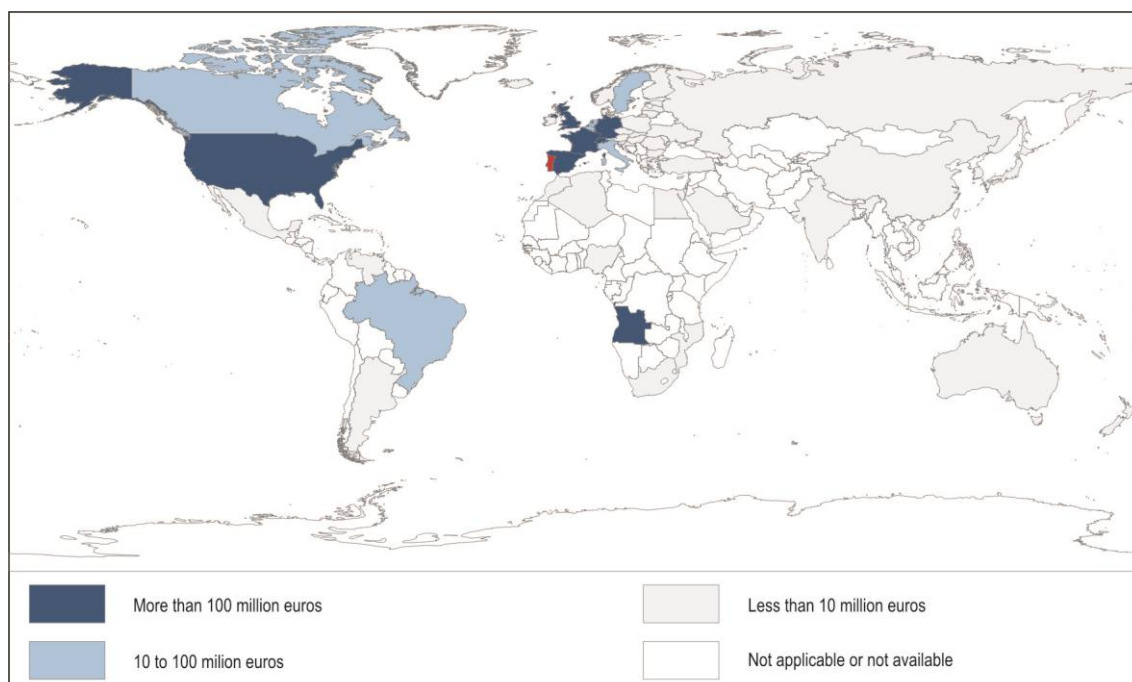 More than 100 million euros
Less than 10 million euros
10 to 100 milion euros
Not applicable or not available